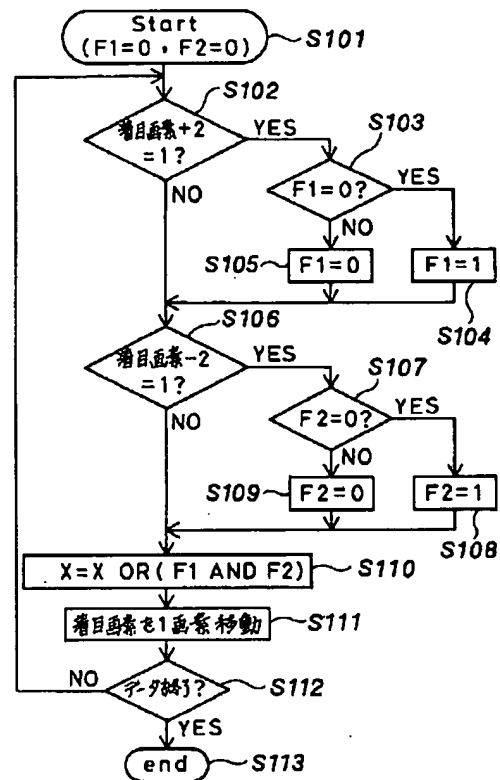 Start
(F1=0, F2=0)
S101
S102
着目画素+2
=1?
YES
NO
S103
F1=0?
YES
NO
S105
F1=0
F1=1
S104
S106
着目画素-2
=1?
YES
NO
S107
F2=0?
YES
NO
S109
F2=0
F2=1
S108
X=X OR(F1 AND F2)
S110
着目画素を1画素移動
S111
NO
データ終了?
S112
YES
end
S113